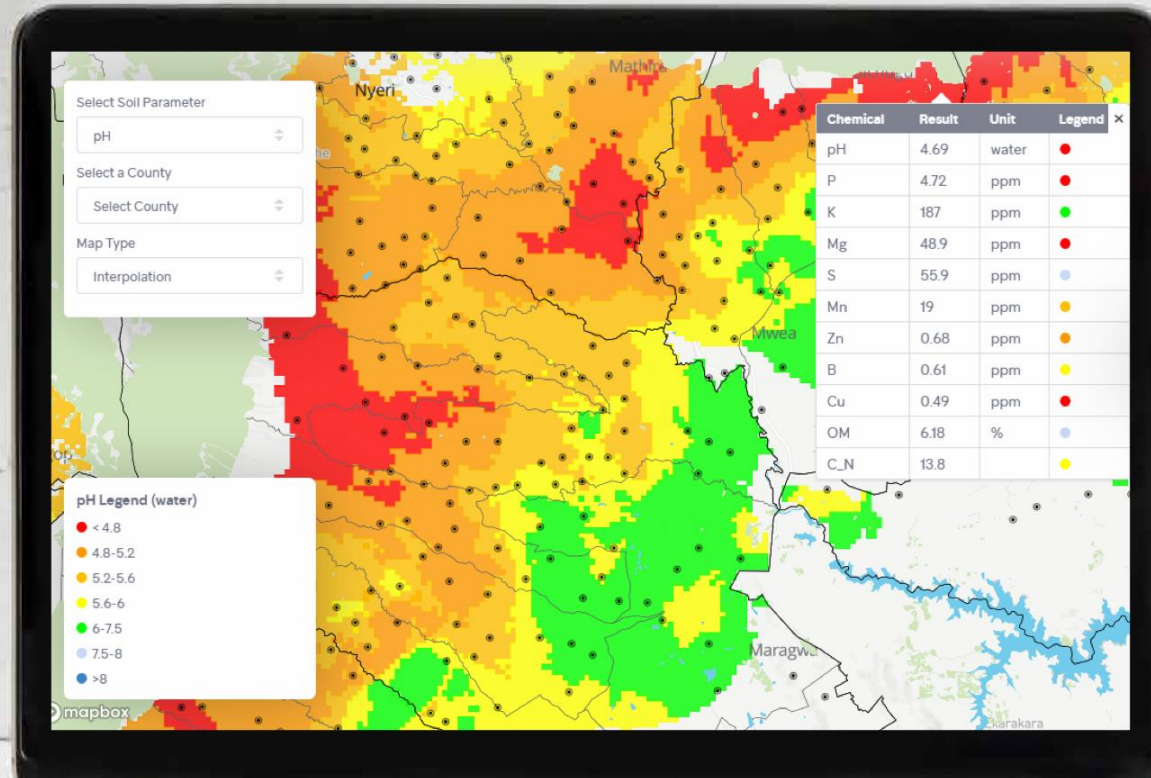 Mathira
Nyeri
Select Soil Parameter
pH
Select a County
Select County
Map Type
Interpolation
Chemical Result Unit Legend ×
pH 4.69 water
P 4.72 ppm
K 187 ppm
Mg 48.9 ppm
S 55.9 ppm
Mn 19 ppm
Zn 0.68 ppm
B 0.61 ppm
Cu 0.49 ppm
OM 6.18 %
C_N 13.8
Mwea
pH Legend (water)
< 4.8
4.8-5.2
5.2-5.6
5.6-6
6-7.5
7.5-8
>8
mapbox